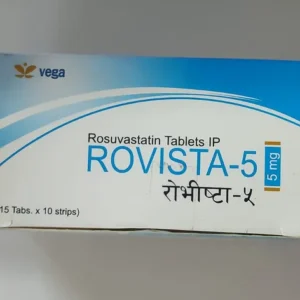 vega
Rosuvastatin Tablets IP
ROVISTA-5
5 mg
रोभीष्टा-५
15 Tabs. x 10 strips)